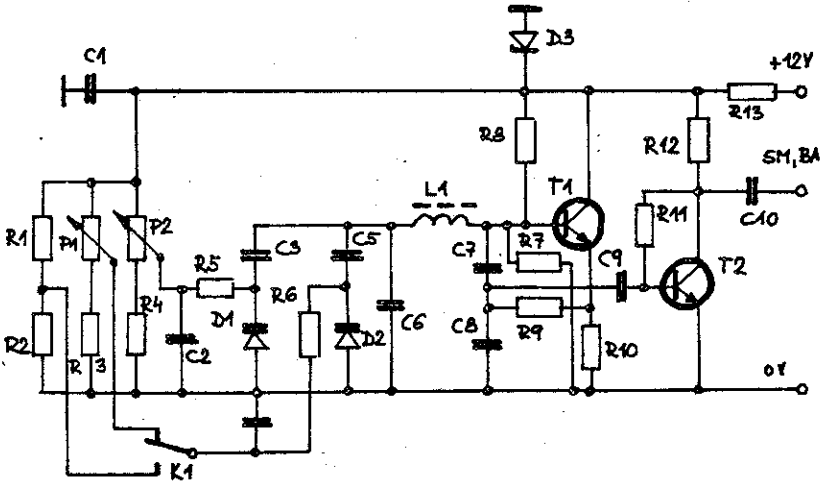 C1
D3
+12V
R13
R8
R12
SM, BA
L1
T1
C10
R1
P1
P2
R11
C3
C5
C7
R7
C9
T2
R5
R6
R2
R 3
R4
C2
D1
D2
C6
C8
R9
R10
0V
K1